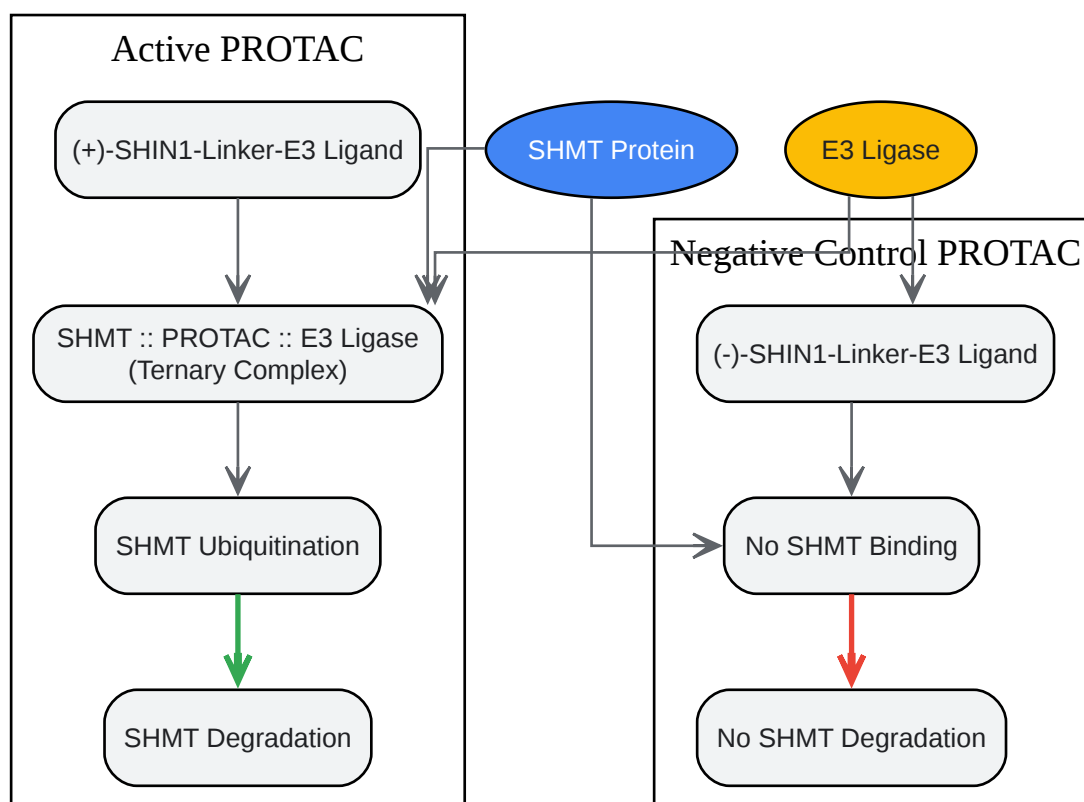 Active PROTAC
(+)-SHIN1-Linker-E3 Ligand
SHMT Protein
E3 Ligase
Negative Control PROTAC
SHMT :: PROTAC :: E3 Ligase
(Ternary Complex)
(-)-SHIN1-Linker-E3 Ligand
SHMT Ubiquitination
No SHMT Binding
SHMT Degradation
No SHMT Degradation